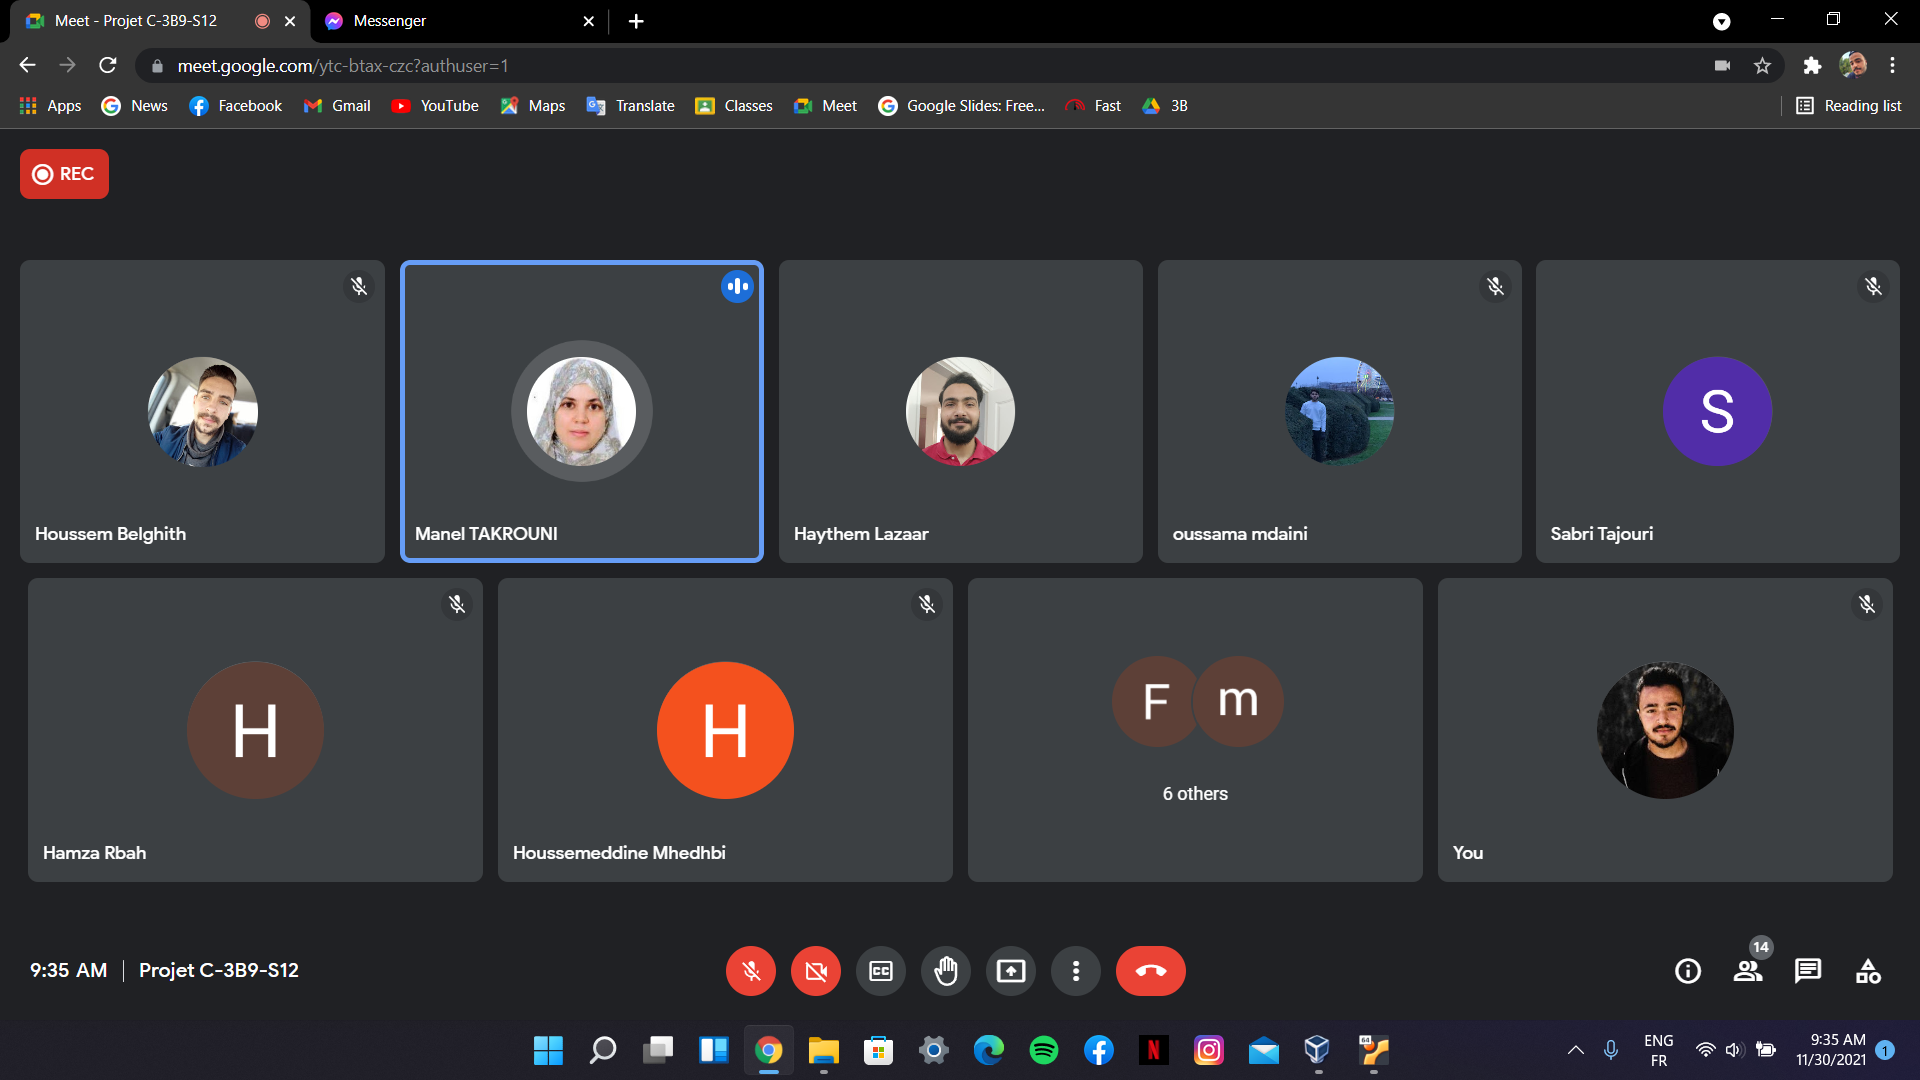 Meet - Projet C-3B9-S12
Messenger
meet.google.com/ytc-btax-czc?authuser=1
Apps
News
Facebook
Gmail
YouTube
Maps
Translate
Classes
Meet
Google Slides: Free...
Fast
3B
Reading list
REC
Houssem Belghith
Manel TAKROUNI
Haythem Lazaar
oussama mdaini
S
Sabri Tajouri
H
Hamza Rbah
H
Houssemeddine Mhedhbi
F
m
6 others
You
9:35 AM
Projet C-3B9-S12
CC
14
64
N
ENG
FR
9:35 AM
11/30/2021
1